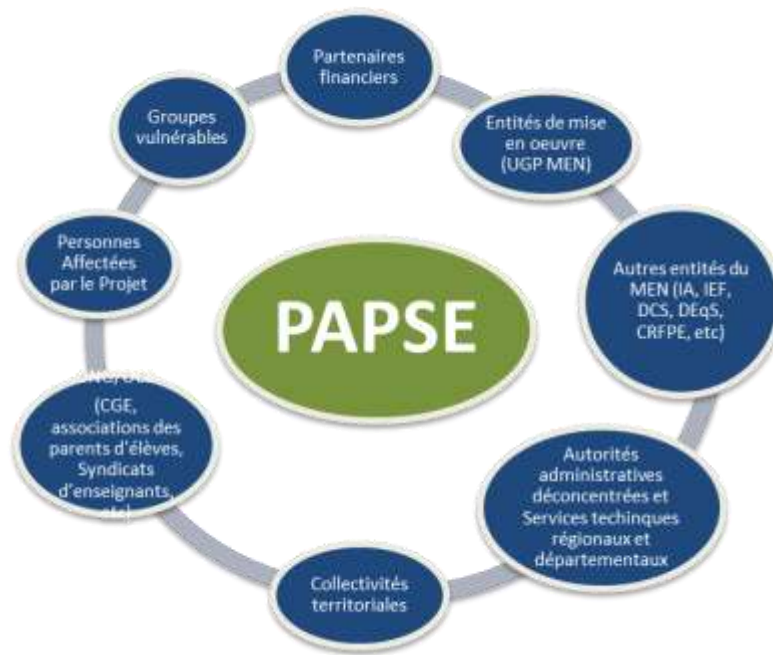 Partenaires
financiers
Entités de mise
en oeuvre
(UGP MEN)
Autres entités du
MEN (IA, IEF,
DCS, DEqS,
CRFPE, etc)
Autorités
administratives
déconcentrées et
Services techinques
régionaux et
départementaux
Collectivités
territoriales
(CGE,
associations des
parents d'élèves,
Syndicats
d'enseignants,
etc)
Personnes
Affectées
par le Projet
Groupes
vulnérables
PAPSE